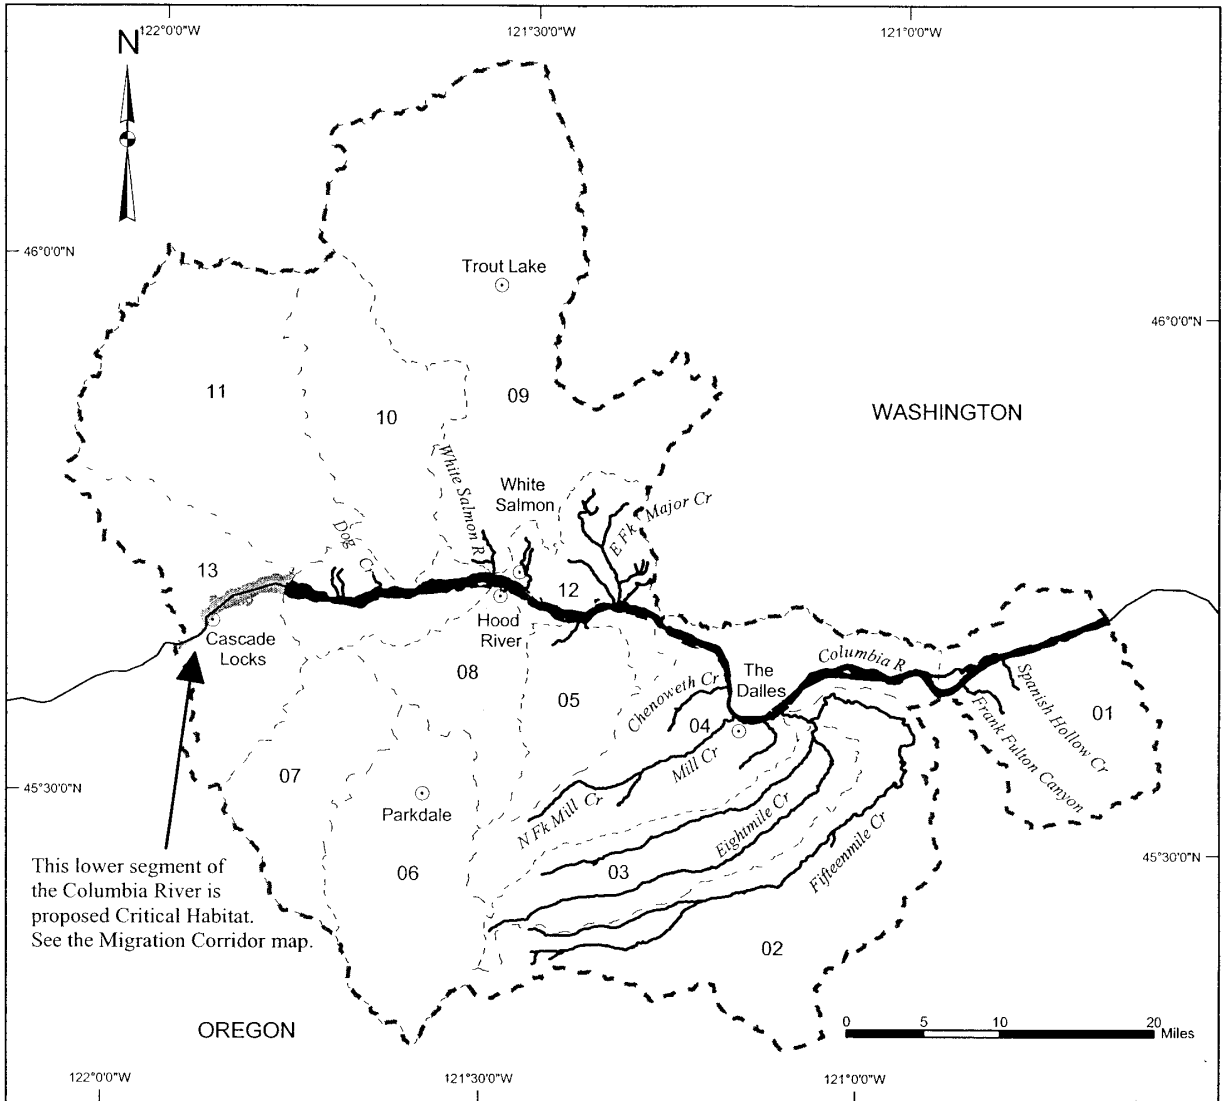 122°0'0"W
121°30'0"W
121°0'0"W
N
46°0'0"N
Trout Lake
46°0'0"N
11
10
09
WASHINGTON
White Salmon R
White
Salmon
E Fk Major Cr
Dog Cr
13
12
Cascade
Locks
Hood
River
08
05
Chenoweth Cr
The
Dalles
Columbia R
04
Spanish Hollow Cr
Frank Fulton Canyon
01
07
Mill Cr
45°30'0"N
Parkdale
N Fk Mill Cr
Eightmile Cr
Fifteenmile Cr
45°30'0"N
This lower segment of
the Columbia River is
proposed Critical Habitat.
See the Migration Corridor map.
06
03
02
OREGON
0 5 10 20
Miles
122°0'0"W
121°30'0"W
121°0'0"W